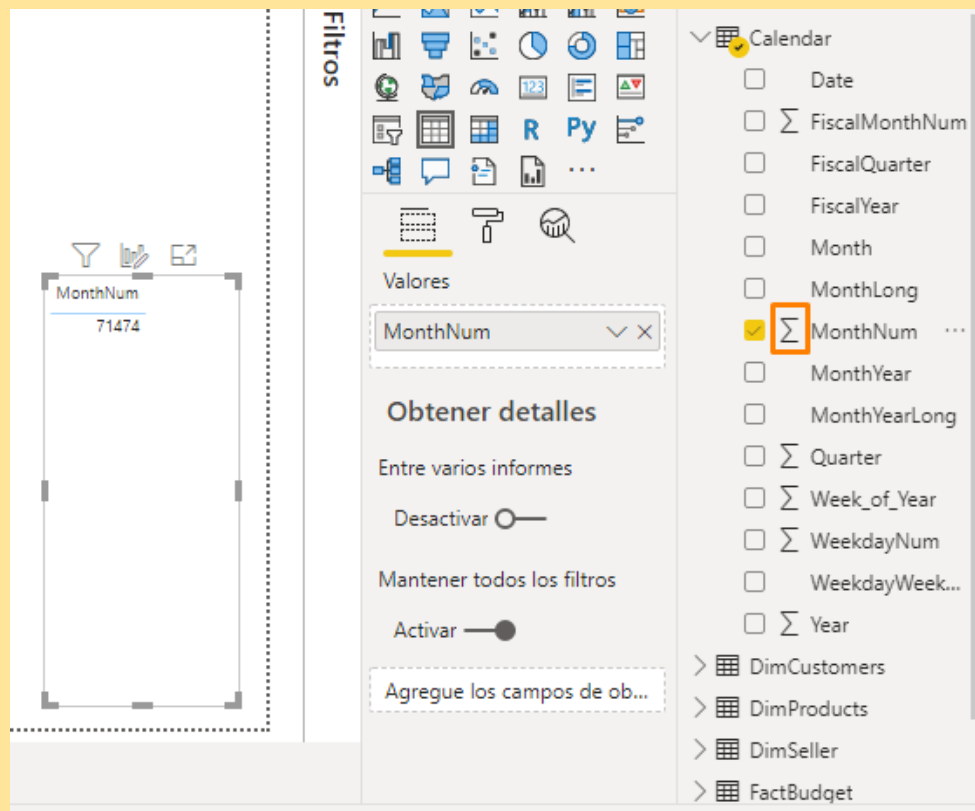 Filtros
MonthNum
71474
123
R
Py
...
Valores
MonthNum
Obtener detalles
Entre varios informes
Desactivar
Mantener todos los filtros
Activar
Agregue los campos de ob...
Calendar
Date
∑ FiscalMonthNum
FiscalQuarter
FiscalYear
Month
MonthLong
∑ MonthNum ...
MonthYear
MonthYearLong
∑ Quarter
∑ Week_of_Year
∑ WeekdayNum
WeekdayWeek...
∑ Year
DimCustomers
DimProducts
DimSeller
FactBudget